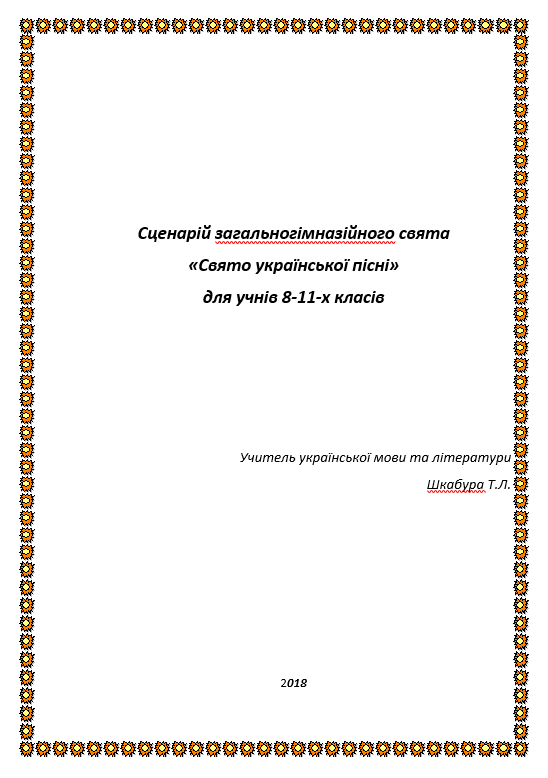 Сценарій загальногімназійного свята
«Свято української пісні»
для учнів 8-11-х класів
Учитель української мови та літератури
Шкабура Т.Л.
2018